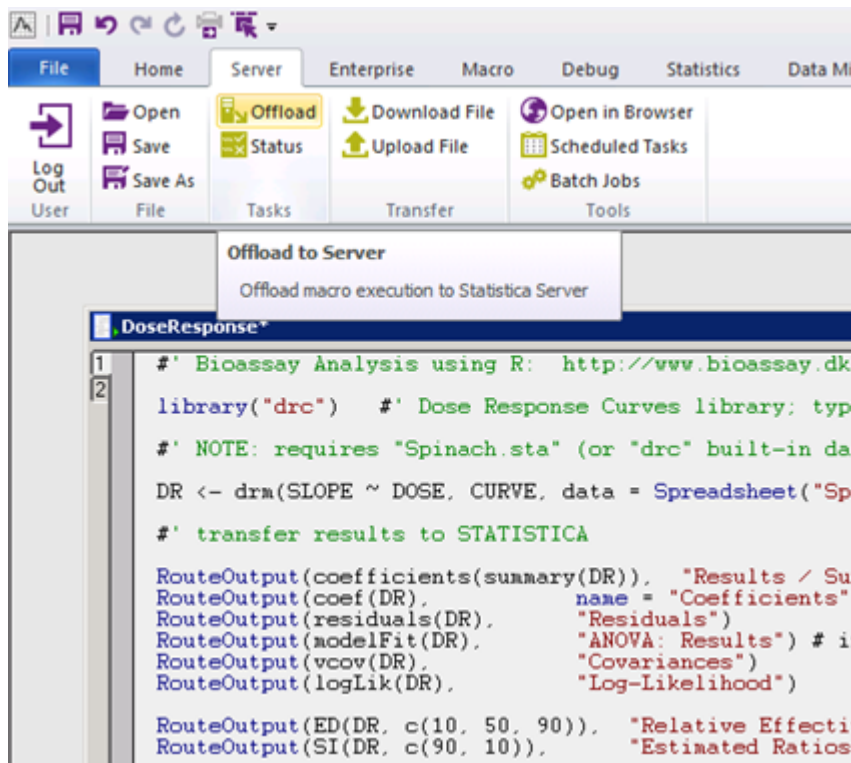 File Home Server Enterprise Macro Debug Statistics Data Mi
Open Offload Download File Open in Browser
Save Status Upload File Scheduled Tasks
Log Out Save As Batch Jobs
User File Tasks Transfer Tools
Offload to Server
Offload macro execution to Statistica Server
DoseResponse*
1 #' Bioassay Analysis using R: http://www.bioassay.dk
2
library("drc") #' Dose Response Curves library; typ
#' NOTE: requires "Spinach.sta" (or "drc" built-in da
DR <- drm(SLOPE ~ DOSE, CURVE, data = Spreadsheet("Sp
#' transfer results to STATISTICA
RouteOutput(coefficients(summary(DR)), "Results / Su
RouteOutput(coef(DR), name = "Coefficients"
RouteOutput(residuals(DR), "Residuals")
RouteOutput(modelFit(DR), "ANOVA: Results") # i
RouteOutput(vcov(DR), "Covariances")
RouteOutput(logLik(DR), "Log-Likelihood")
RouteOutput(ED(DR, c(10, 50, 90)), "Relative Effecti
RouteOutput(SI(DR, c(90, 10)), "Estimated Ratios